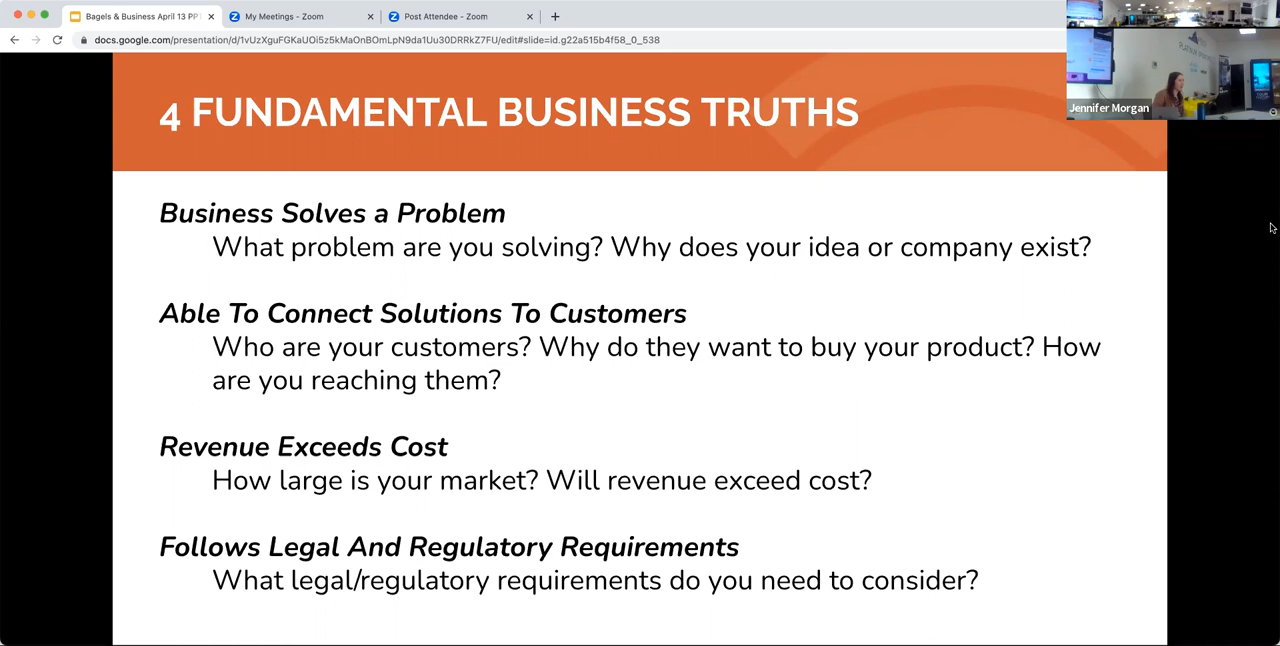 Bagels & Business April 13 PP
My Meetings - Zoom
Post Attendee - Zoom
docs.google.com/presentation/d/1vUzXguFGKaUOi5z5kMaOnBOmLpN9da1Uu30DRRkZ7FU/edit#slide=id.g22a515b4f58_0_538
Jennifer Morgan
4 FUNDAMENTAL BUSINESS TRUTHS
Business Solves a Problem
What problem are you solving? Why does your idea or company exist?
Able To Connect Solutions To Customers
Who are your customers? Why do they want to buy your product? How
are you reaching them?
Revenue Exceeds Cost
How large is your market? Will revenue exceed cost?
Follows Legal And Regulatory Requirements
What legal/regulatory requirements do you need to consider?